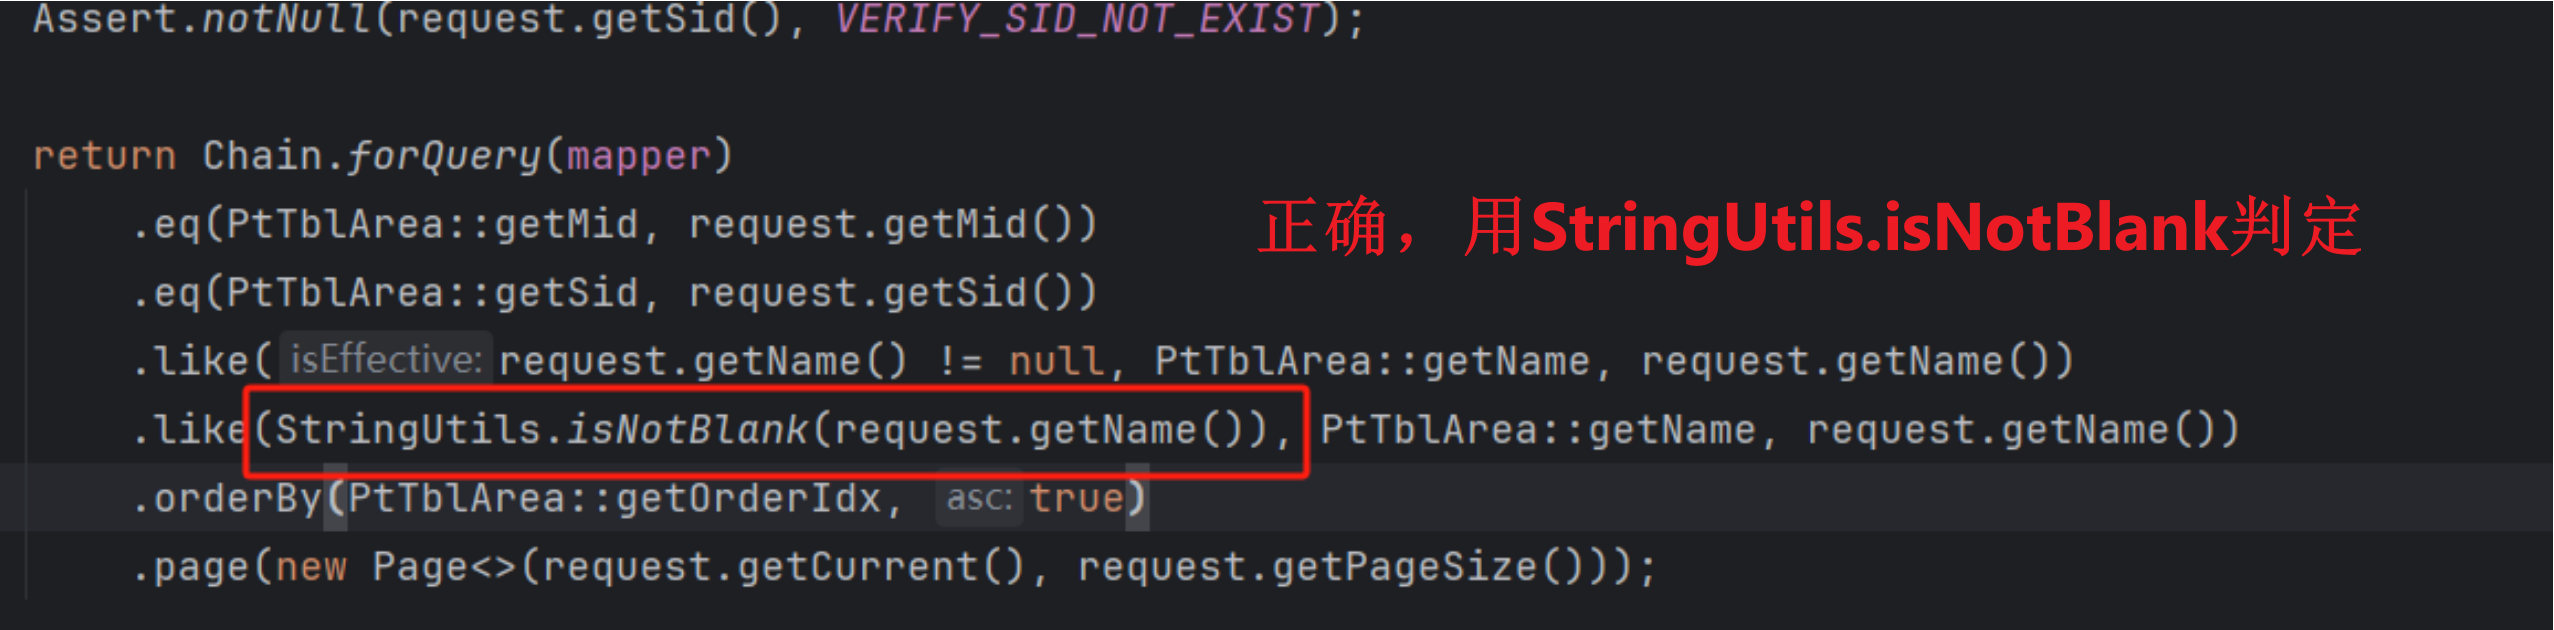 Assert.notNull(request.getSid(), VERIFY_SID_NOT_EXIST);
return Chain.forQuery(mapper)
.eq(PtTblArea::getMid, request.getMid())
正确，用StringUtils.isNotBlank判定
.eq(PtTblArea::getSid, request.getSid())
.like( isEffective: request.getName() != null, PtTblArea::getName, request.getName())
.like(StringUtils.isNotBlank(request.getName()), PtTblArea::getName, request.getName())
.orderBy(PtTblArea::getOrderIdx, asc: true)
.page(new Page<>(request.getCurrent(), request.getPageSize()));